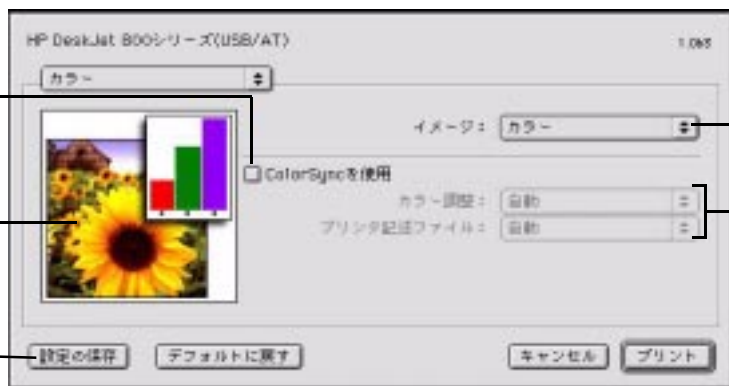 HP DeskJet 800シリーズ(USB/AT)
カラー
イメージ： カラー
ColorSyncを使用
カラー調整： 自動
プリンタ記述ファイル： 自動
設定の保存 デフォルトに戻す キャンセル プリント